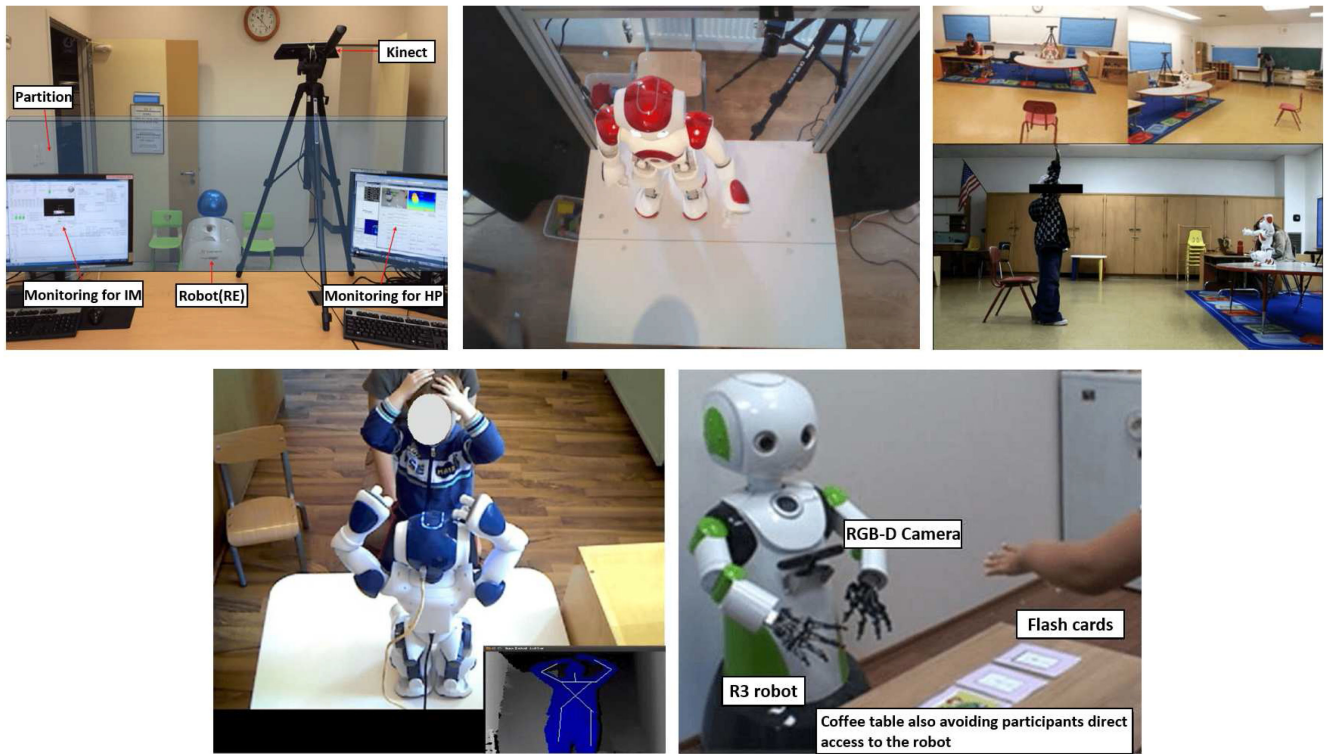 Kinect
Partition
Monitoring for IM
Robot(RE)
Monitoring for HP
RGB-D Camera
Flash cards
R3 robot
Coffee table also avoiding participants direct
access to the robot